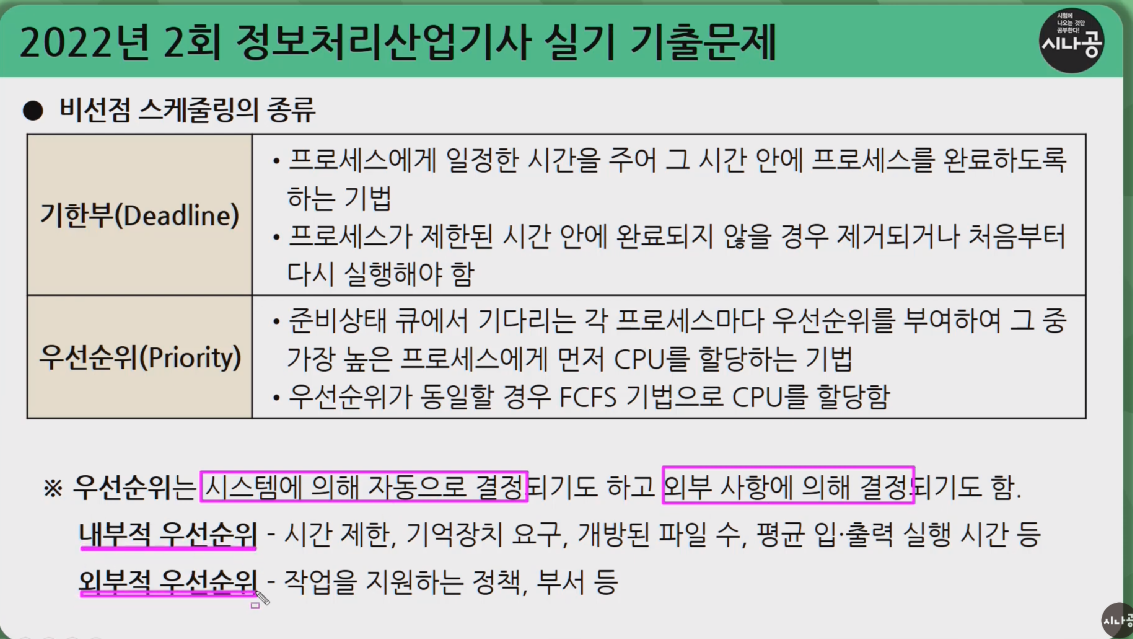 2022년 2회 정보처리산업기사 실기 기출문제
시험에
나오는 것만
공부한다!
시나공
● 비선점 스케줄링의 종류
기한부(Deadline)
• 프로세스에게 일정한 시간을 주어 그 시간 안에 프로세스를 완료하도록
하는 기법
• 프로세스가 제한된 시간 안에 완료되지 않을 경우 제거되거나 처음부터
다시 실행해야 함
우선순위(Priority)
• 준비상태 큐에서 기다리는 각 프로세스마다 우선순위를 부여하여 그 중
가장 높은 프로세스에게 먼저 CPU를 할당하는 기법
• 우선순위가 동일할 경우 FCFS 기법으로 CPU를 할당함
※ 우선순위는 시스템에 의해 자동으로 결정되기도 하고 외부 사항에 의해 결정되기도 함.
내부적 우선순위 - 시간 제한, 기억장치 요구, 개방된 파일 수, 평균 입·출력 실행 시간 등
외부적 우선순위 - 작업을 지원하는 정책, 부서 등
시나공